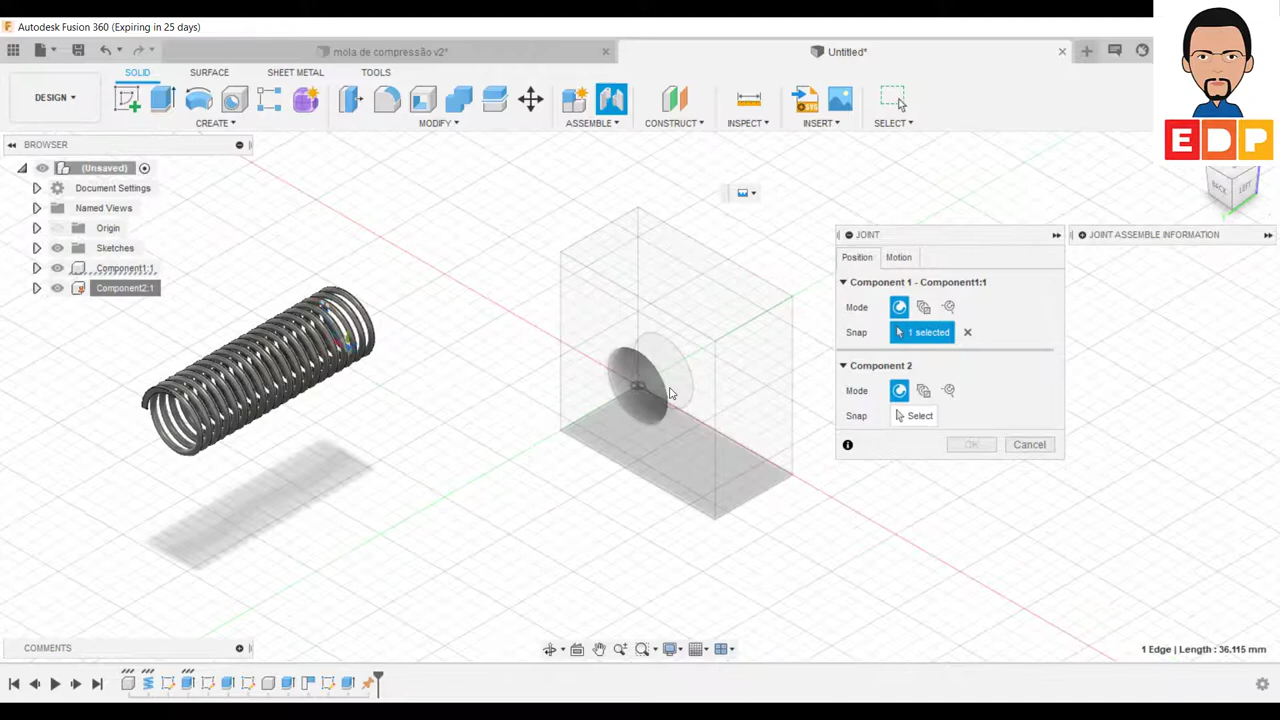 Autodesk Fusion 360 (Expiring in 25 days)
mola de compressão v2*
Untitled*
DESIGN
SOLID
SURFACE
SHEET METAL
TOOLS
CREATE
MODIFY
ASSEMBLE
CONSTRUCT
INSPECT
INSERT
SELECT
EDP
BROWSER
(Unsaved)
Document Settings
Named Views
Origin
Sketches
Component1:1
Component2:1
BACK
LEFT
JOINT
JOINT ASSEMBLE INFORMATION
Position
Motion
Component 1 - Component1:1
Mode
Snap
1 selected
Component 2
Mode
Snap
Select
OK
Cancel
COMMENTS
1 Edge | Length : 36.115 mm